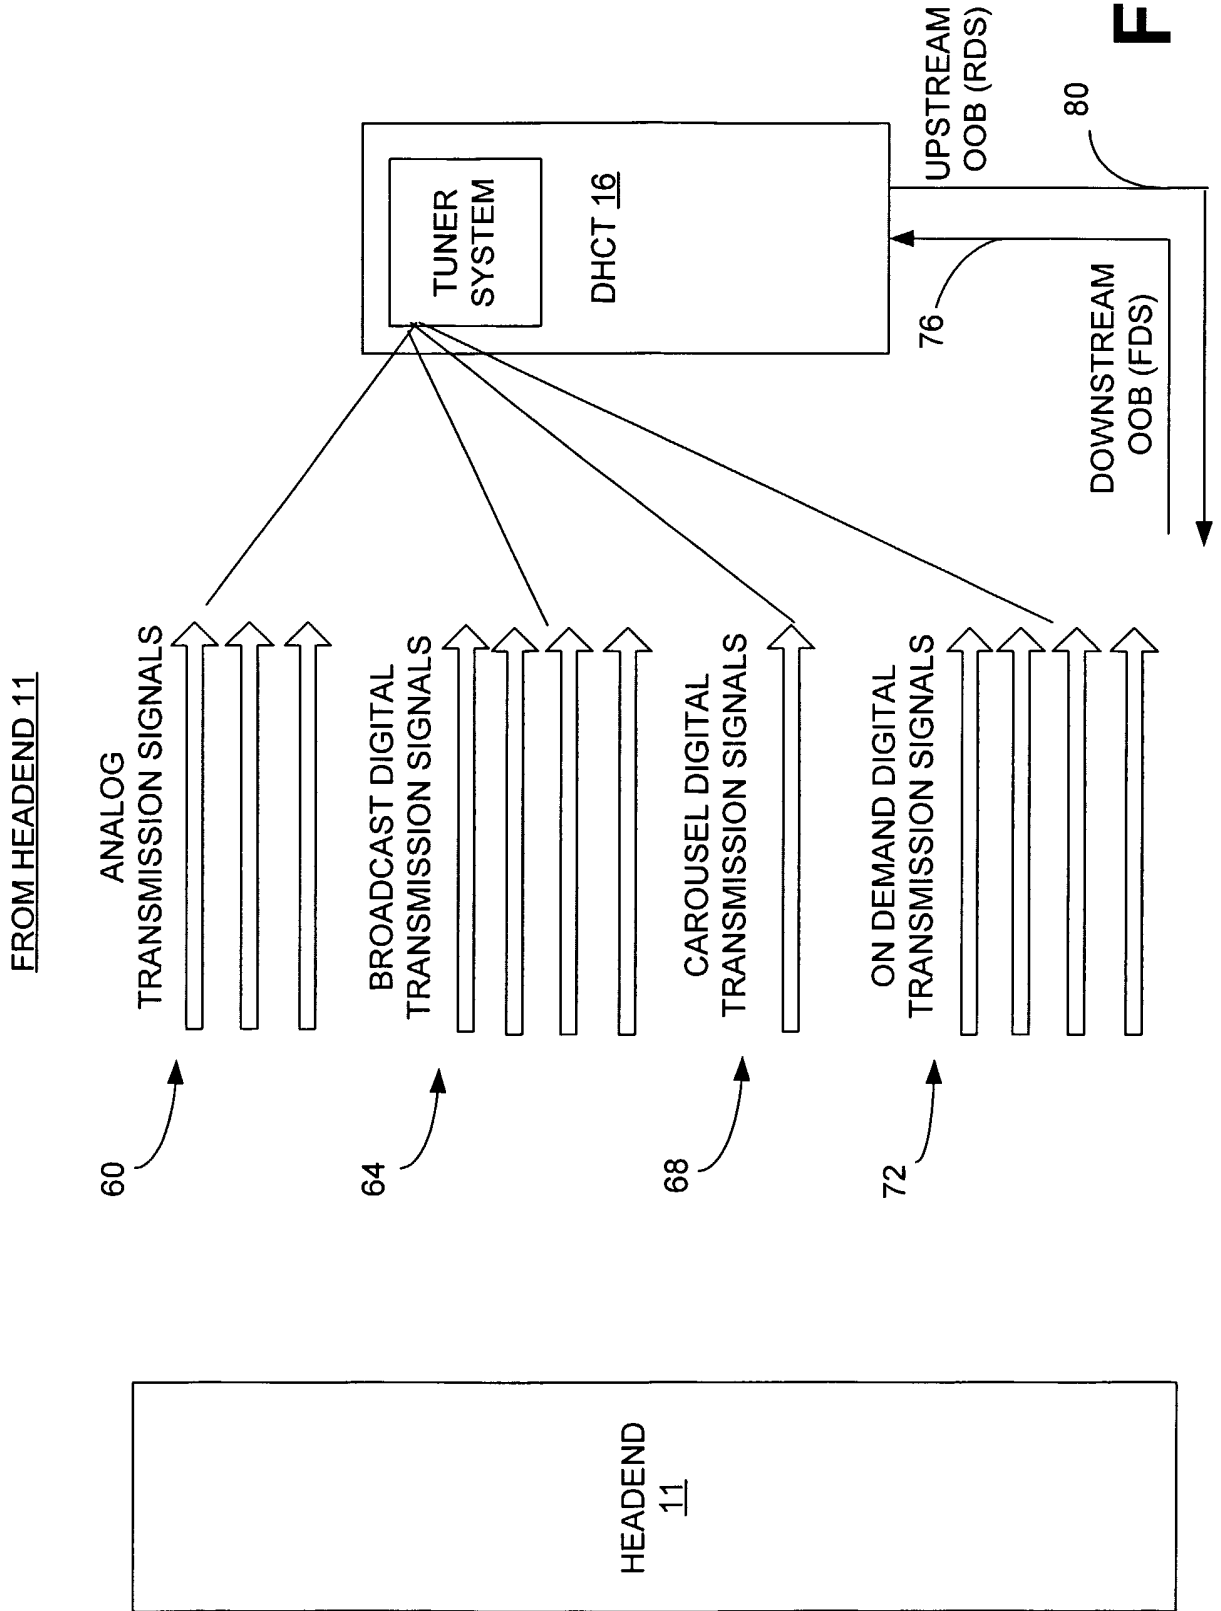 FROM HEADEND 11
ANALOG
TRANSMISSION SIGNALS
60
BROADCAST DIGITAL
TRANSMISSION SIGNALS
64
CAROUSEL DIGITAL
TRANSMISSION SIGNALS
68
ON DEMAND DIGITAL
TRANSMISSION SIGNALS
72
HEADEND
11
TUNER
SYSTEM
DHCT 16
76
DOWNSTREAM
OOB (FDS)
UPSTREAM
OOB (RDS)
80
F